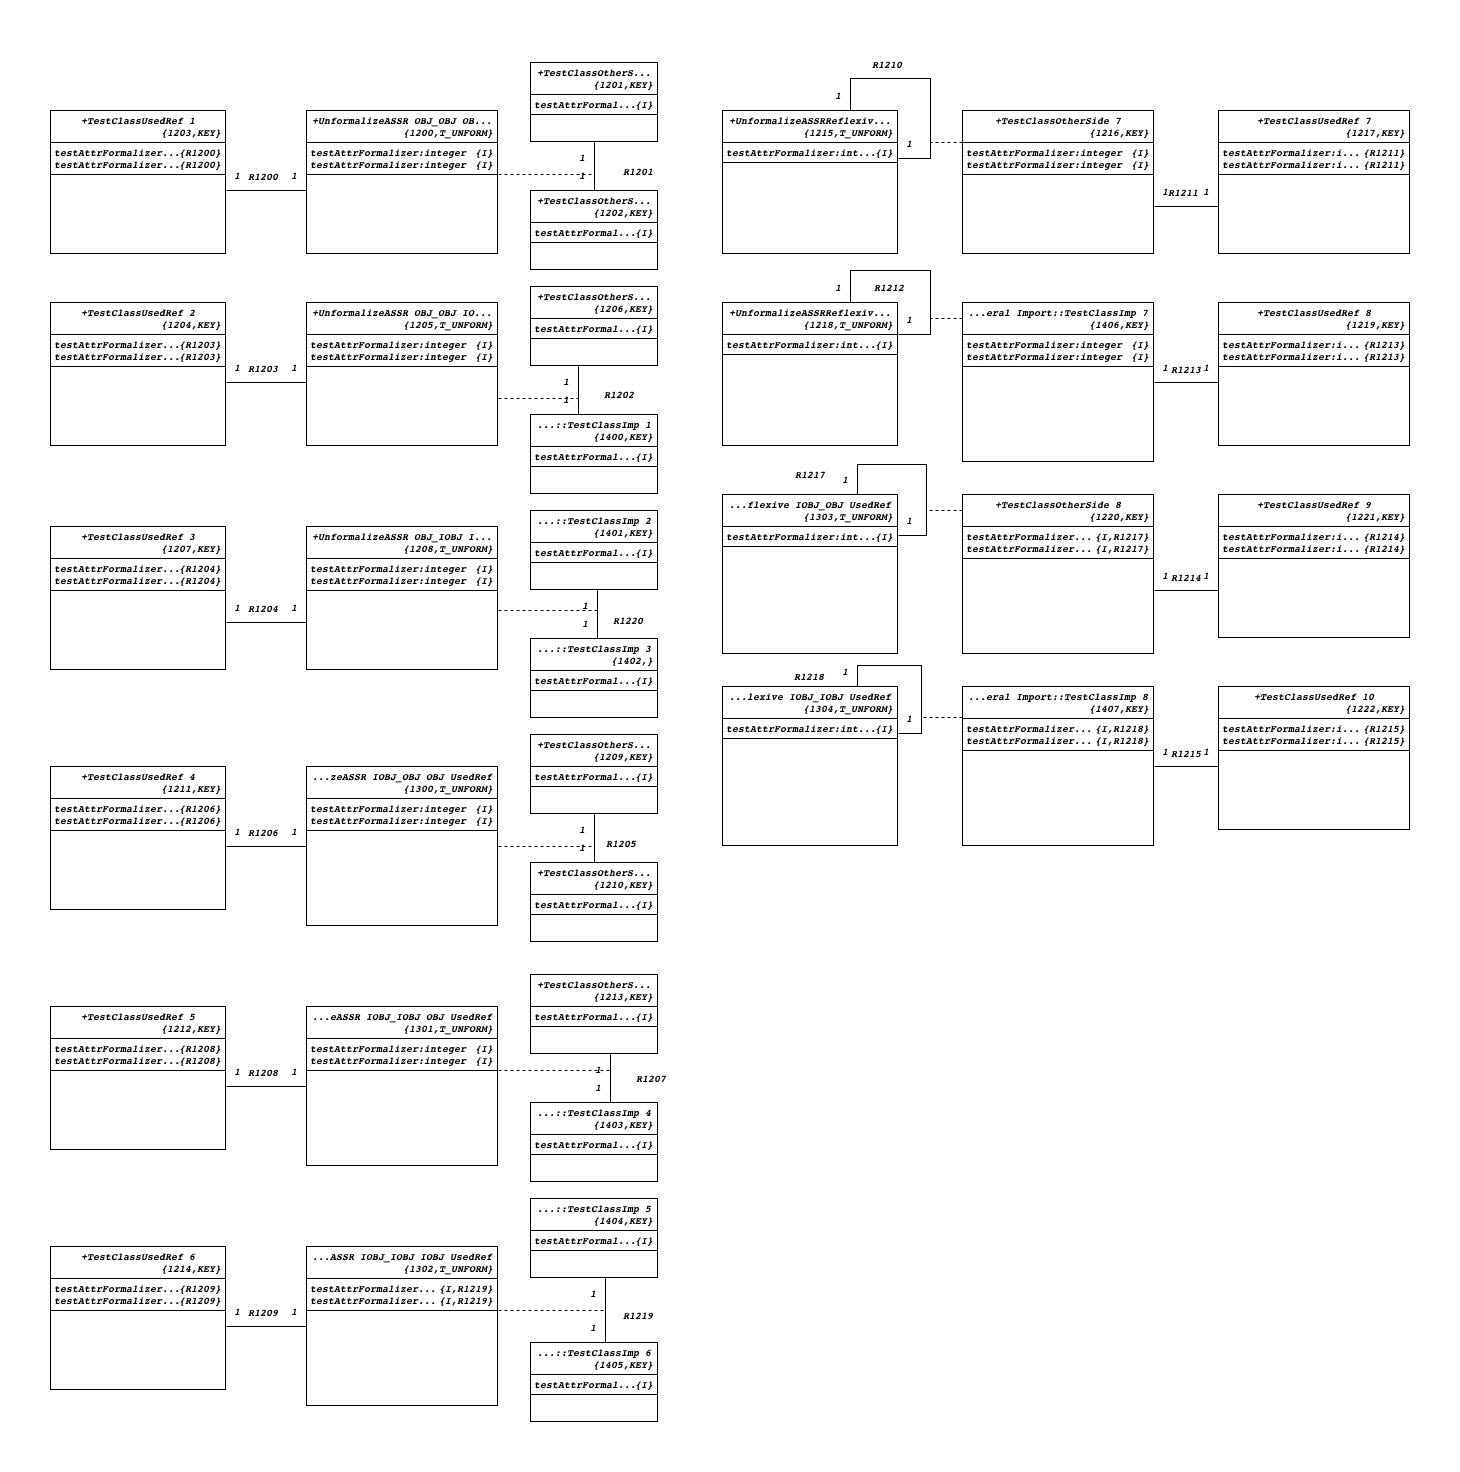 +TestClassUsedRef 1
{1203,KEY}
testAttrFormalizer...{R1200}
testAttrFormalizer...{R1200}
1 R1200 1
+UnformalizeASSR OBJ_OBJ OB...
{1200,T_UNFORM}
testAttrFormalizer:integer {I}
testAttrFormalizer:integer {I}
+TestClassOtherS...
{1201,KEY}
testAttrFormal...{I}
1
1
R1201
+TestClassOtherS...
{1202,KEY}
testAttrFormal...{I}
+TestClassUsedRef 2
{1204,KEY}
testAttrFormalizer...{R1203}
testAttrFormalizer...{R1203}
1 R1203 1
+UnformalizeASSR OBJ_OBJ IO...
{1205,T_UNFORM}
testAttrFormalizer:integer {I}
testAttrFormalizer:integer {I}
+TestClassOtherS...
{1206,KEY}
testAttrFormal...{I}
1
1
R1202
...::TestClassImp 1
{1400,KEY}
testAttrFormal...{I}
+TestClassUsedRef 3
{1207,KEY}
testAttrFormalizer...{R1204}
testAttrFormalizer...{R1204}
1 R1204 1
+UnformalizeASSR OBJ_IOBJ I...
{1208,T_UNFORM}
testAttrFormalizer:integer {I}
testAttrFormalizer:integer {I}
...::TestClassImp 2
{1401,KEY}
testAttrFormal...{I}
1
1
R1220
...::TestClassImp 3
{1402,}
testAttrFormal...{I}
+TestClassUsedRef 4
{1211,KEY}
testAttrFormalizer...{R1206}
testAttrFormalizer...{R1206}
1 R1206 1
...zeASSR IOBJ_OBJ OBJ UsedRef
{1300,T_UNFORM}
testAttrFormalizer:integer {I}
testAttrFormalizer:integer {I}
+TestClassOtherS...
{1209,KEY}
testAttrFormal...{I}
1
1
R1205
+TestClassOtherS...
{1210,KEY}
testAttrFormal...{I}
+TestClassUsedRef 5
{1212,KEY}
testAttrFormalizer...{R1208}
testAttrFormalizer...{R1208}
1 R1208 1
...eASSR IOBJ_IOBJ OBJ UsedRef
{1301,T_UNFORM}
testAttrFormalizer:integer {I}
testAttrFormalizer:integer {I}
+TestClassOtherS...
{1213,KEY}
testAttrFormal...{I}
1
1
R1207
...::TestClassImp 4
{1403,KEY}
testAttrFormal...{I}
+TestClassUsedRef 6
{1214,KEY}
testAttrFormalizer...{R1209}
testAttrFormalizer...{R1209}
1 R1209 1
...ASSR IOBJ_IOBJ IOBJ UsedRef
{1302,T_UNFORM}
testAttrFormalizer... {I,R1219}
testAttrFormalizer... {I,R1219}
...::TestClassImp 5
{1404,KEY}
testAttrFormal...{I}
1
R1219
1
...::TestClassImp 6
{1405,KEY}
testAttrFormal...{I}
R1210
1
1
+UnformalizeASSRReflexiv...
{1215,T_UNFORM}
testAttrFormalizer:int...{I}
+TestClassOtherSide 7
{1216,KEY}
testAttrFormalizer:integer {I}
testAttrFormalizer:integer {I}
1 R1211 1
+TestClassUsedRef 7
{1217,KEY}
testAttrFormalizer:i... {R1211}
testAttrFormalizer:i... {R1211}
1 R1212
1
+UnformalizeASSRReflexiv...
{1218,T_UNFORM}
testAttrFormalizer:int...{I}
...eral Import::TestClassImp 7
{1406,KEY}
testAttrFormalizer:integer {I}
testAttrFormalizer:integer {I}
1 R1213 1
+TestClassUsedRef 8
{1219,KEY}
testAttrFormalizer:i... {R1213}
testAttrFormalizer:i... {R1213}
R1217 1
1
...flexive IOBJ_OBJ UsedRef
{1303,T_UNFORM}
testAttrFormalizer:int...{I}
+TestClassOtherSide 8
{1220,KEY}
testAttrFormalizer... {I,R1217}
testAttrFormalizer... {I,R1217}
1 R1214 1
+TestClassUsedRef 9
{1221,KEY}
testAttrFormalizer:i... {R1214}
testAttrFormalizer:i... {R1214}
R1218 1
1
...lexive IOBJ_IOBJ UsedRef
{1304,T_UNFORM}
testAttrFormalizer:int...{I}
...eral Import::TestClassImp 8
{1407,KEY}
testAttrFormalizer... {I,R1218}
testAttrFormalizer... {I,R1218}
1 R1215 1
+TestClassUsedRef 10
{1222,KEY}
testAttrFormalizer:i... {R1215}
testAttrFormalizer:i... {R1215}